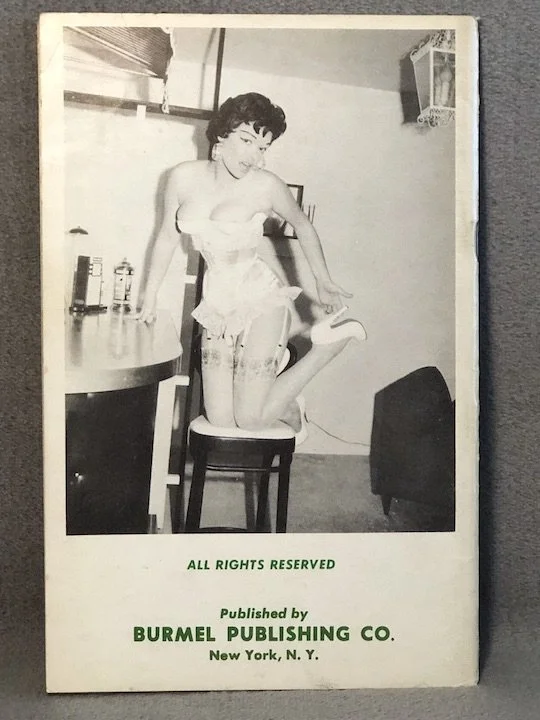 ALL RIGHTS RESERVED
Published by
BURMEL PUBLISHING CO.
New York, N. Y.